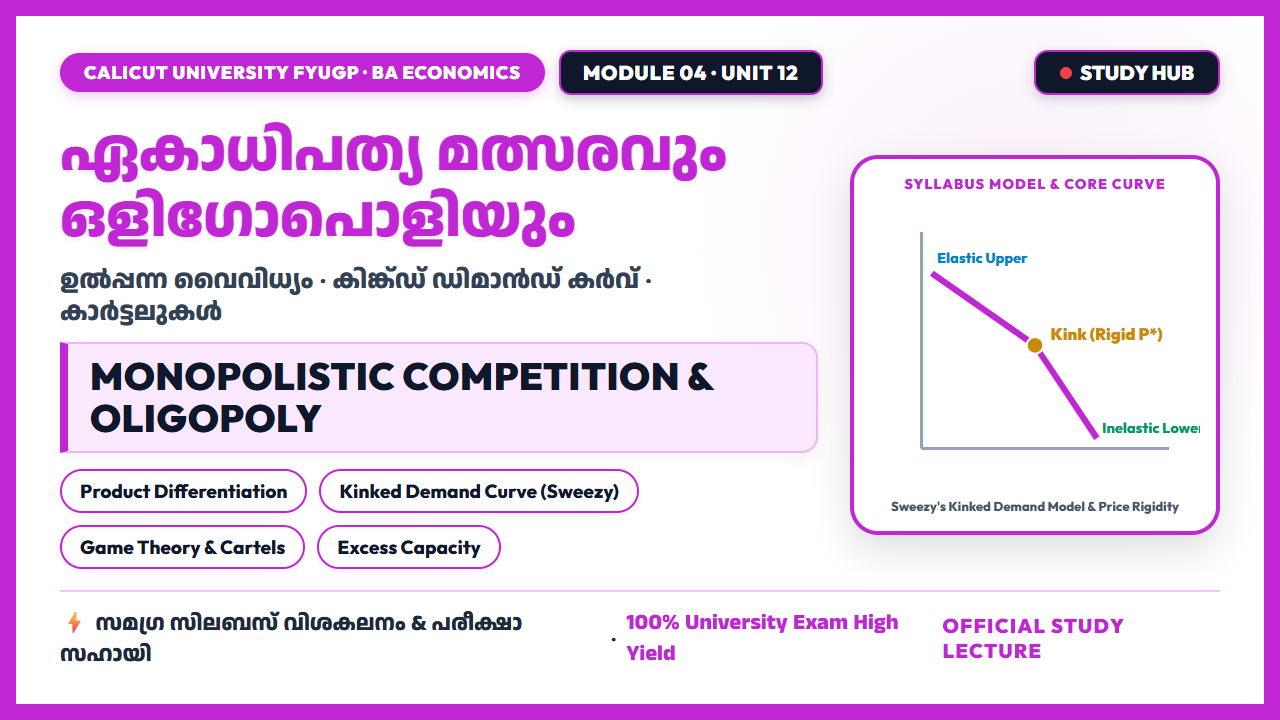 CALICUT UNIVERSITY FYUGP · BA ECONOMICS
MODULE 04 · UNIT 12
STUDY HUB
ഏകാധിപത്യ മത്സരവും
ഒളിഗോപൊളിയും
ഉൽപ്പന്ന വൈവിധ്യം · കിങ്ക്ഡ് ഡിമാൻഡ് കർവ് ·
കാർട്ടലുകൾ
MONOPOLISTIC COMPETITION &
OLIGOPOLY
Product Differentiation
Kinked Demand Curve (Sweezy)
Game Theory & Cartels
Excess Capacity
SYLLABUS MODEL & CORE CURVE
Elastic Upper
Kink (Rigid P*)
Inelastic Lower
Sweezy's Kinked Demand Model & Price Rigidity
⚡ സമഗ്ര സിലബസ് വിശകലനം & പരീക്ഷാ
സഹായി
·
100% University Exam High
Yield
OFFICIAL STUDY
LECTURE